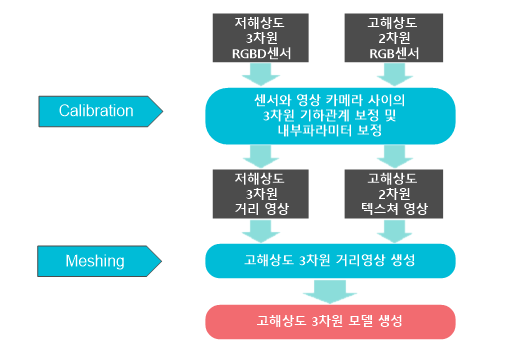 저해상도
3차원
RGBD센서
고해상도
2차원
RGB센서
Calibration
센서와 영상 카메라 사이의
3차원 기하관계 보정 및
내부파라미터 보정
저해상도
3차원
거리 영상
고해상도
2차원
텍스쳐 영상
Meshing
고해상도 3차원 거리영상 생성
고해상도 3차원 모델 생성